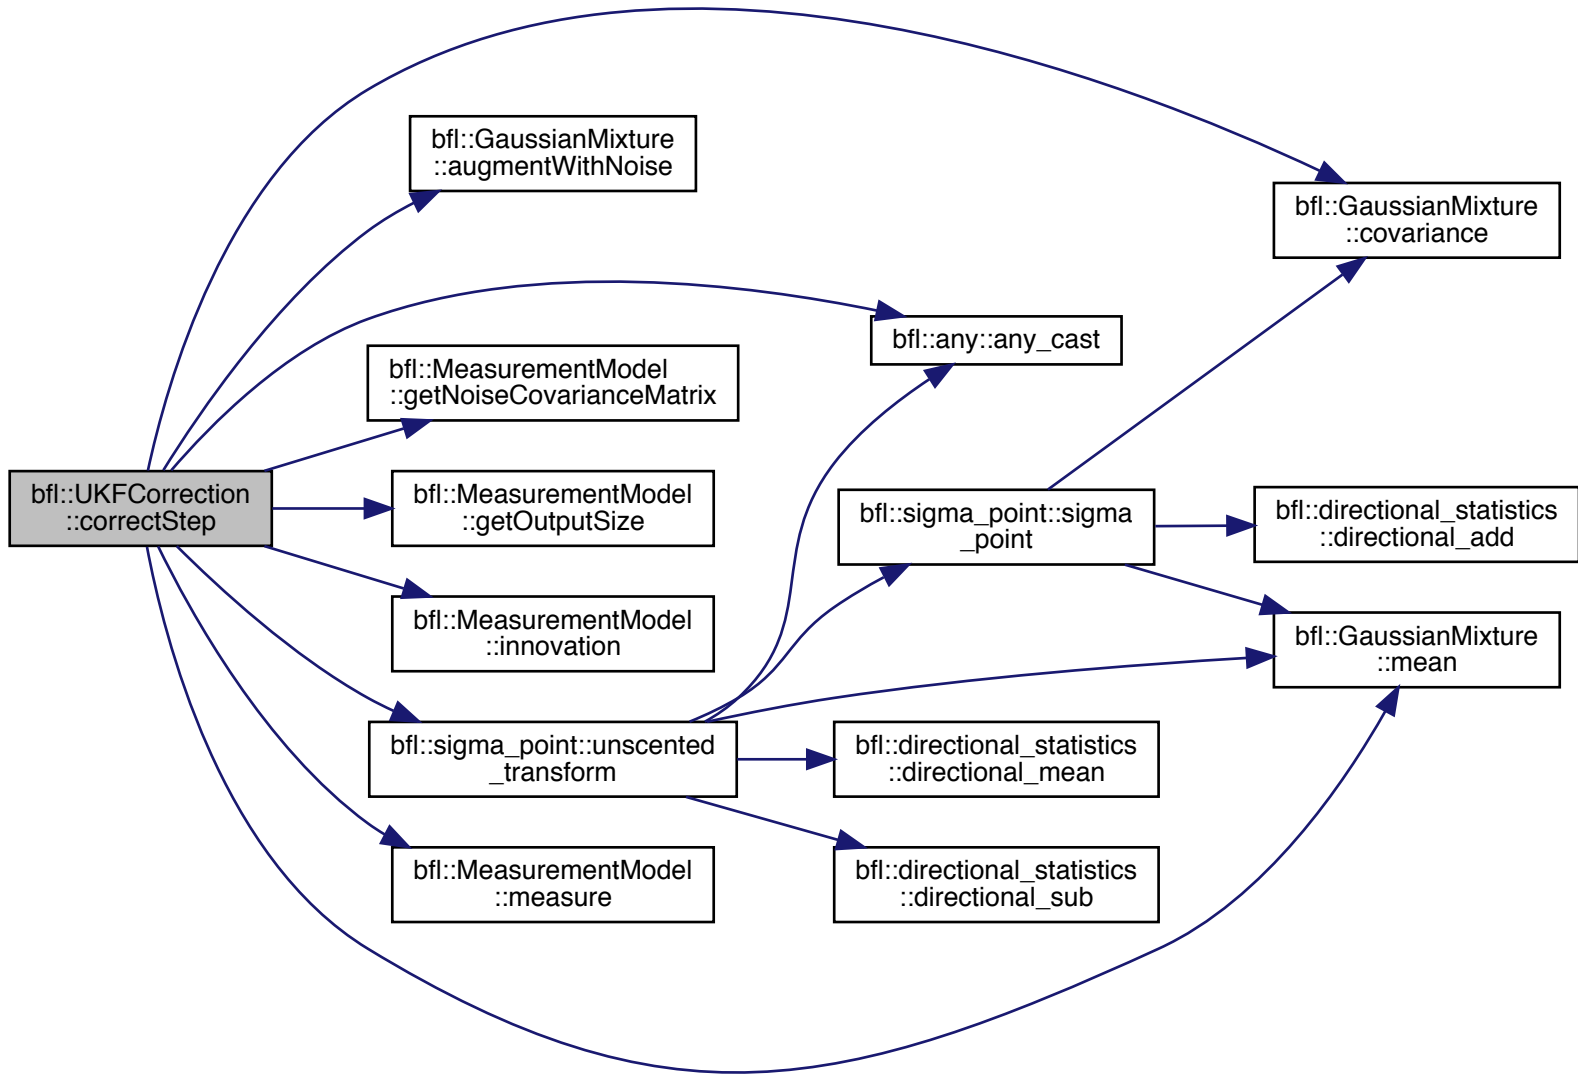 bfl::UKFCorrection
::correctStep
bfl::GaussianMixture
::augmentWithNoise
bfl::MeasurementModel
::getNoiseCovarianceMatrix
bfl::MeasurementModel
::getOutputSize
bfl::MeasurementModel
::innovation
bfl::sigma_point::unscented
_transform
bfl::MeasurementModel
::measure
bfl::any::any_cast
bfl::sigma_point::sigma
_point
bfl::directional_statistics
::directional_mean
bfl::directional_statistics
::directional_sub
bfl::GaussianMixture
::covariance
bfl::directional_statistics
::directional_add
bfl::GaussianMixture
::mean